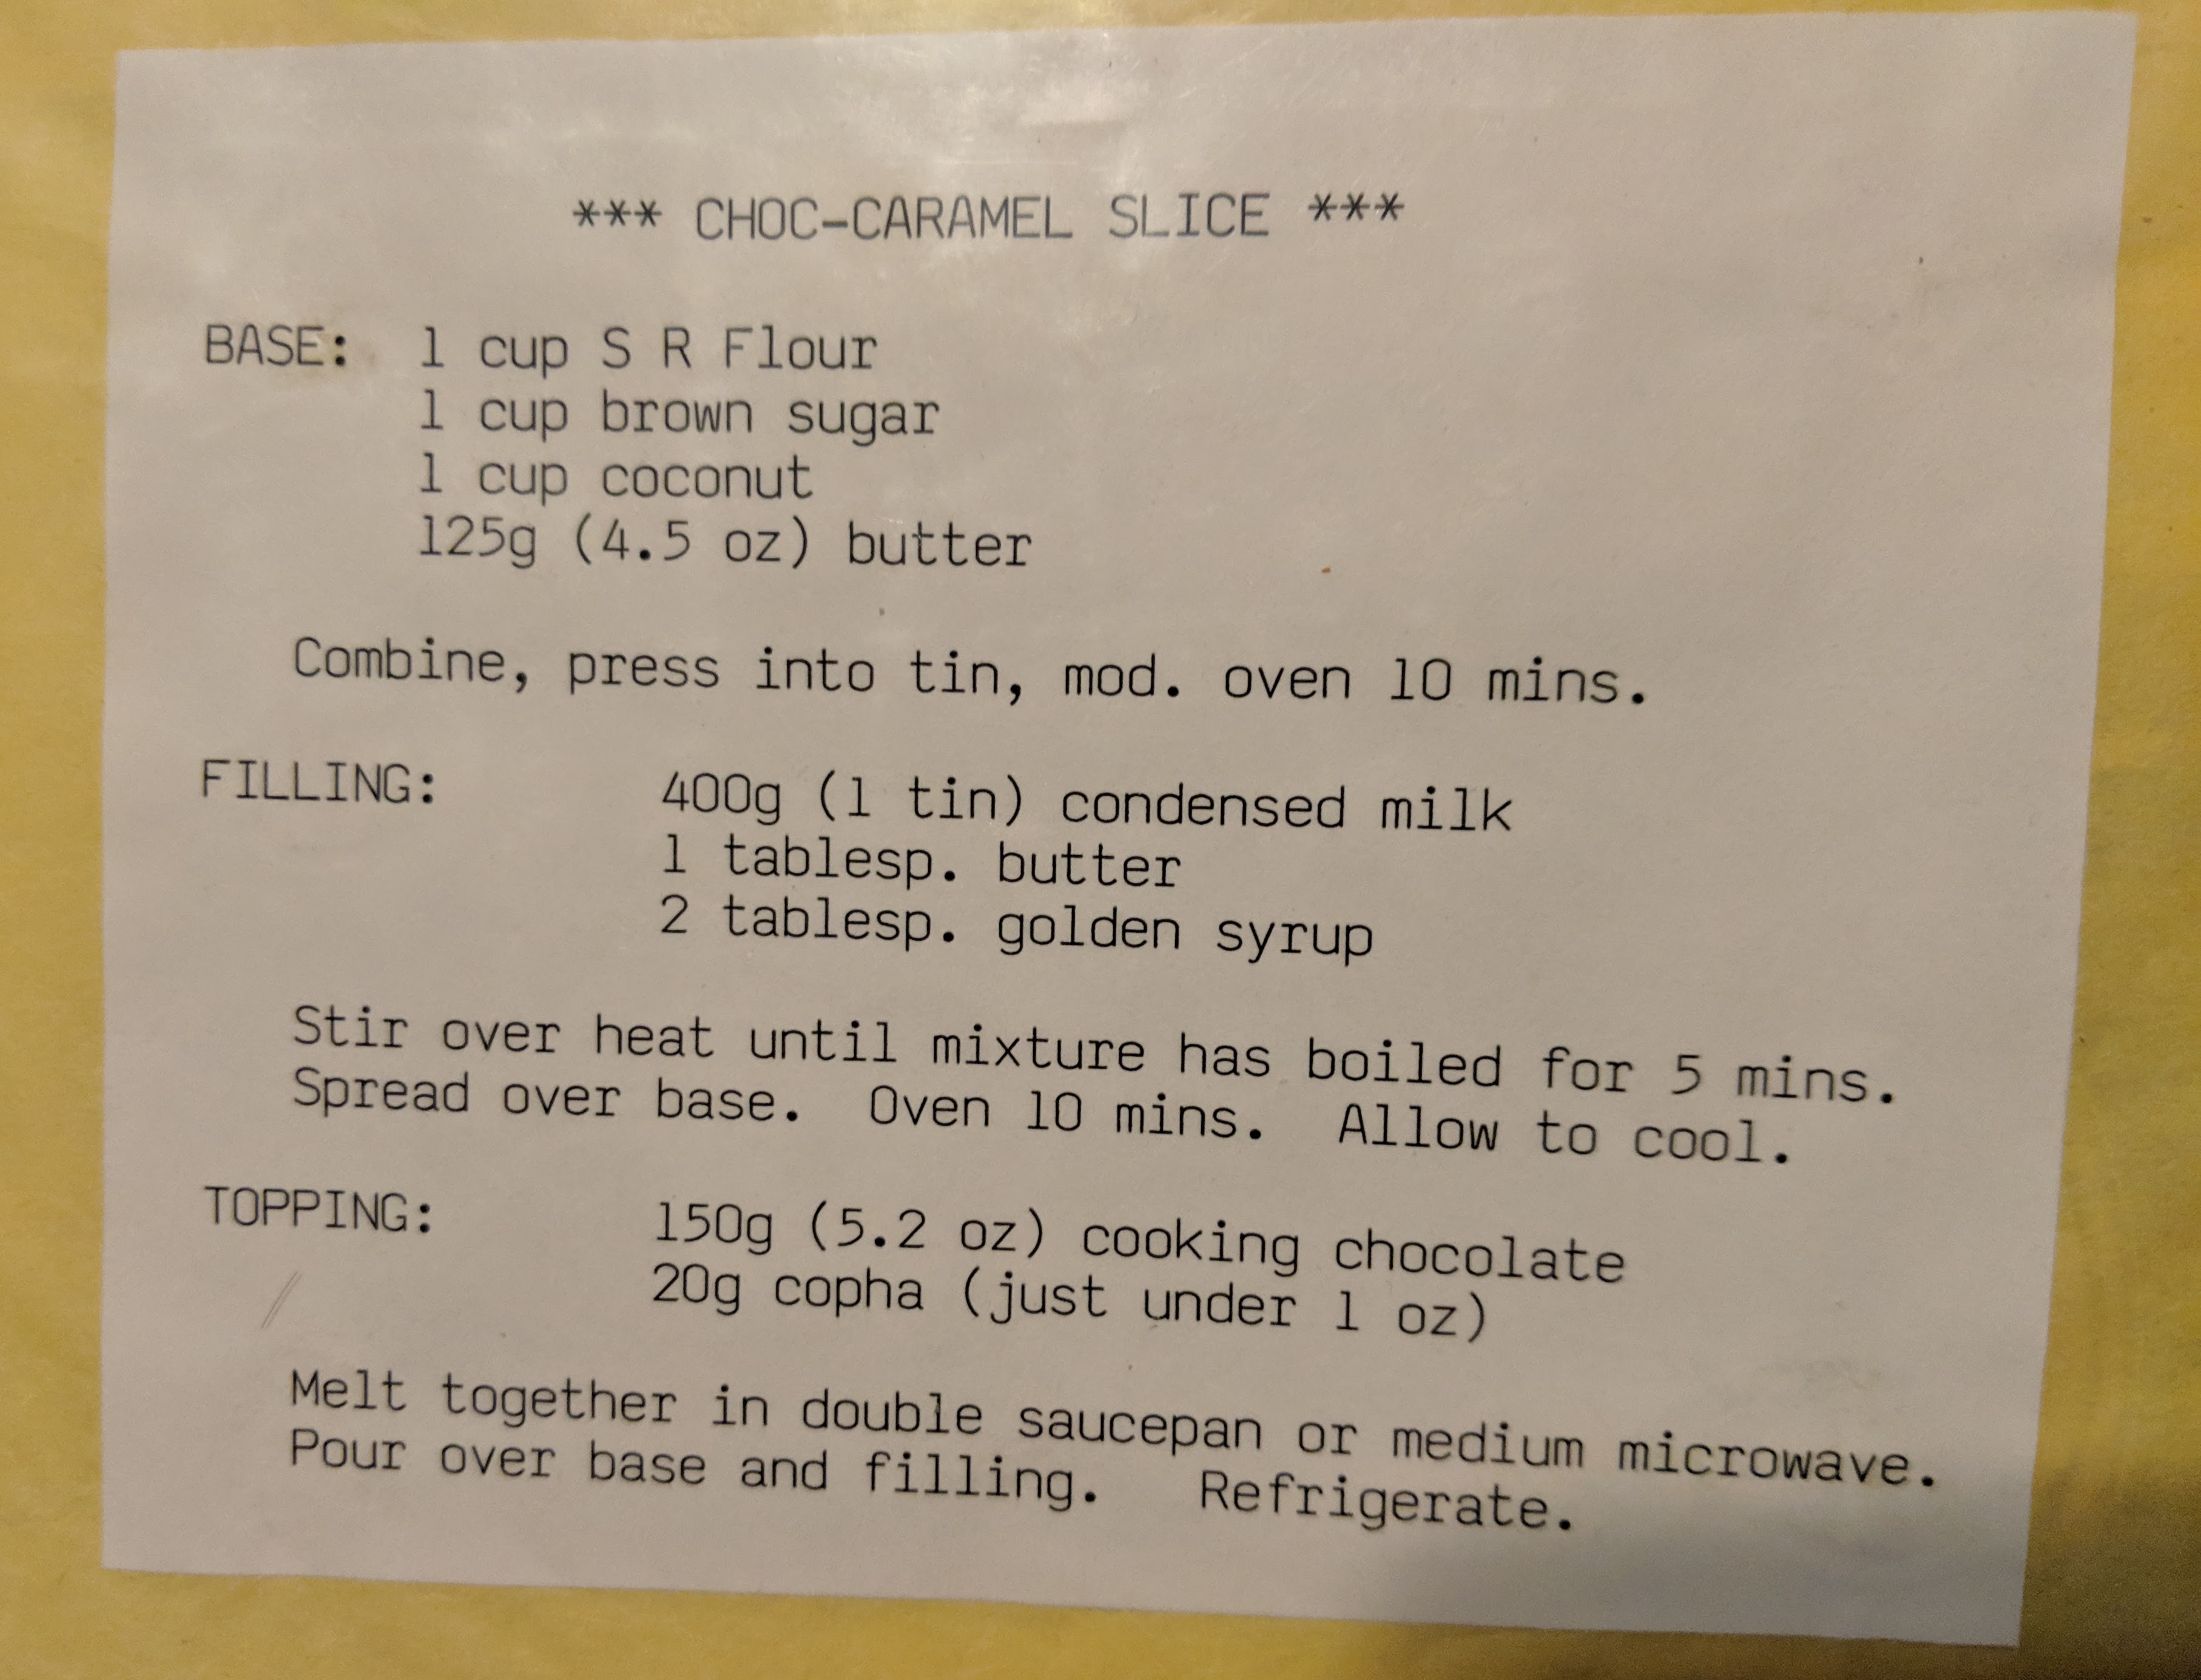 *** CHOC-CARAMEL SLICE ***
BASE: 1 cup S R Flour
1 cup brown sugar
1 cup coconut
125g (4.5 oz) butter
Combine, press into tin, mod. oven 10 mins.
FILLING: 400g (1 tin) condensed milk
1 tablesp. butter
2 tablesp. golden syrup
Stir over heat until mixture has boiled for 5 mins.
Spread over base. Oven 10 mins. Allow to cool.
TOPPING: 150g (5.2 oz) cooking chocolate
20g copha (just under 1 oz)
Melt together in double saucepan or medium microwave.
Pour over base and filling. Refrigerate.